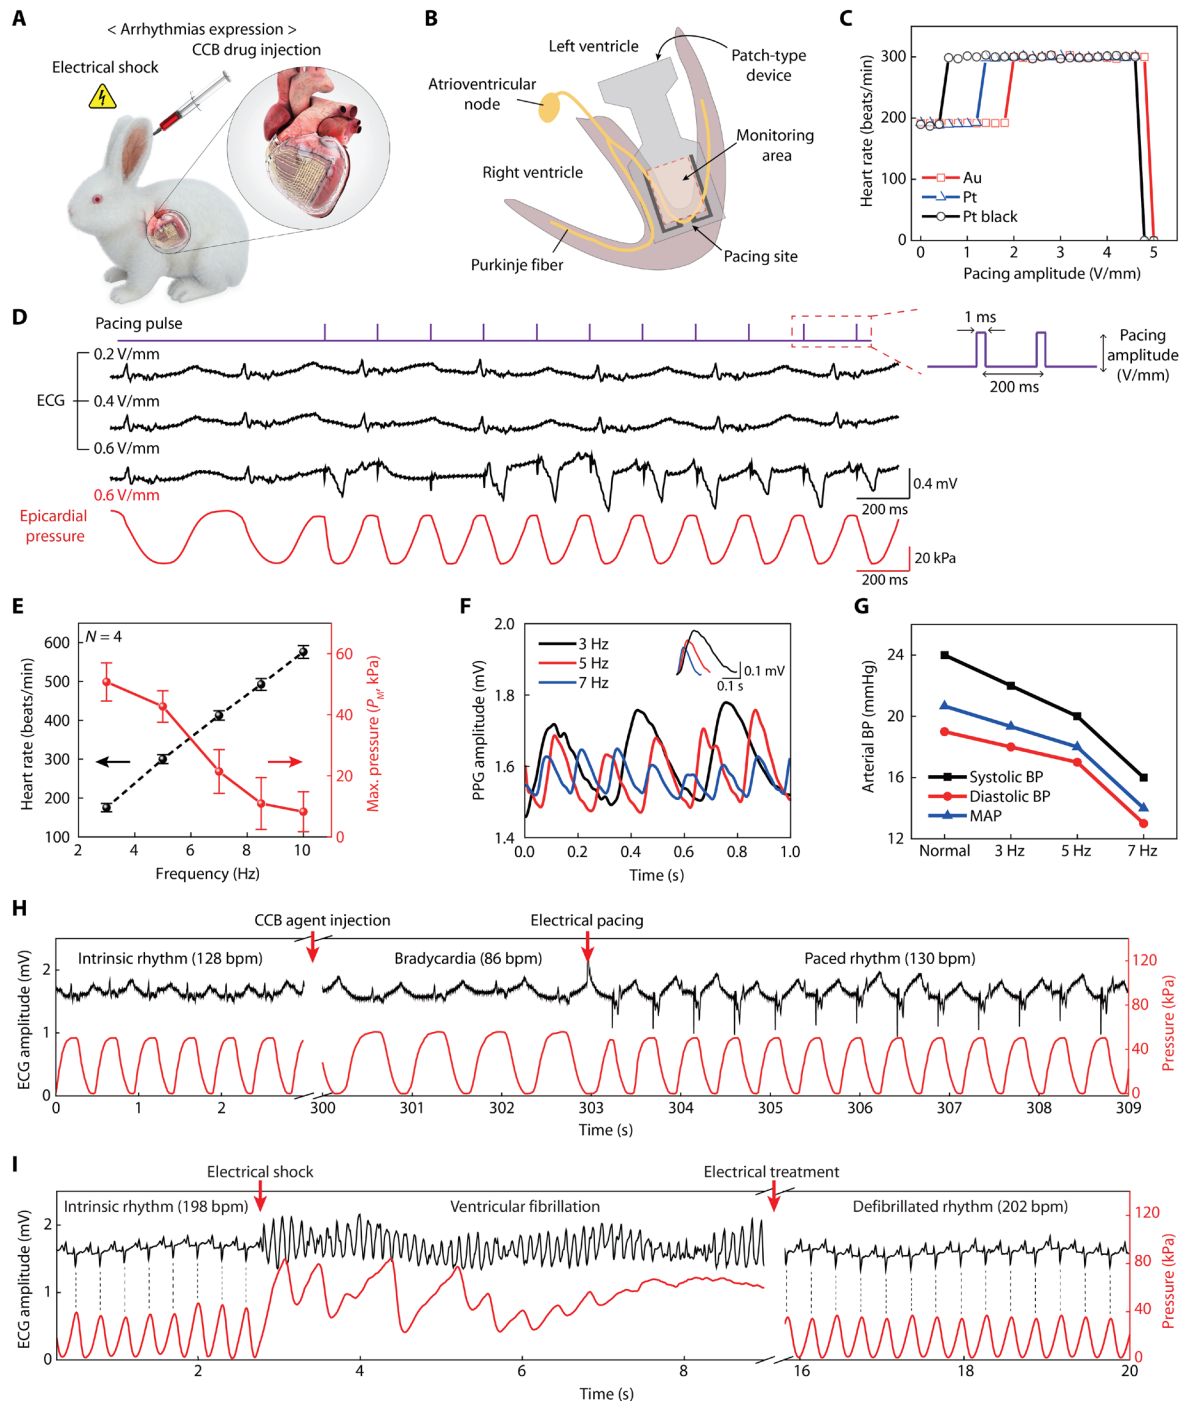 A
< Arrhythmias expression >
CCB drug injection
Electrical shock
B
Left ventricle
Patch-type
device
Atrioventricular
node
Monitoring
area
Right ventricle
Purkinje fiber
Pacing site
C
Heart rate (beats/min)
300
200
100
0
Au
Pt
Pt black
0 1 2 3 4 5
Pacing amplitude (V/mm)
D
Pacing pulse
0.2 V/mm
ECG
0.4 V/mm
0.6 V/mm
0.6 V/mm
Epicardial
pressure
0.4 mV
200 ms
20 kPa
200 ms
1 ms
Pacing
amplitude
(V/mm)
200 ms
E
N = 4
Heart rate (beats/min)
600
500
400
300
200
100
Max. pressure (PM, kPa)
60
40
20
0
2 4 6 8 10
Frequency (Hz)
F
PPG amplitude (mV)
2.0
1.8
1.6
1.4
3 Hz
5 Hz
7 Hz
0.1 mV
0.1 s
0.0 0.2 0.4 0.6 0.8 1.0
Time (s)
G
Arterial BP (mmHg)
24
20
16
12
Systolic BP
Diastolic BP
MAP
Normal 3 Hz 5 Hz 7 Hz
H
CCB agent injection
Electrical pacing
Intrinsic rhythm (128 bpm)
Bradycardia (86 bpm)
Paced rhythm (130 bpm)
ECG amplitude (mV)
2
1
0
Pressure (kPa)
120
80
40
0
0 1 2 300 301 302 303 304 305 306 307 308 309
Time (s)
I
Electrical shock
Electrical treatment
Intrinsic rhythm (198 bpm)
Ventricular fibrillation
Defibrillated rhythm (202 bpm)
ECG amplitude (mV)
2
1
0
Pressure (kPa)
120
80
40
0
2 4 6 8 16 18 20
Time (s)